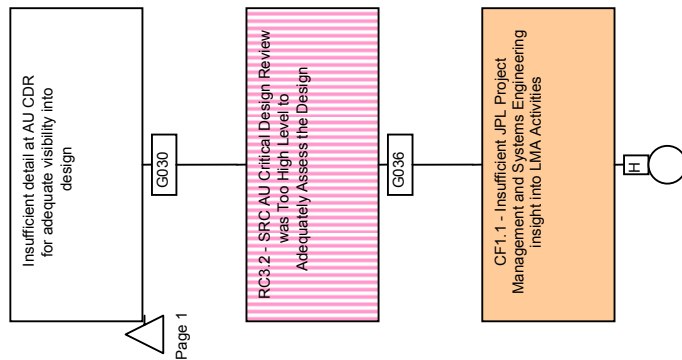 Insufficient detail at AU CDR
for adequate visibility into
design
Page 1
G030
RC3.2 - SRC AU Critical Design Review
was Too High Level to
Adequately Assess the Design
G036
CF1.1 - Insufficient JPL Project
Management and Systems Engineering
insight into LMA Activities
H